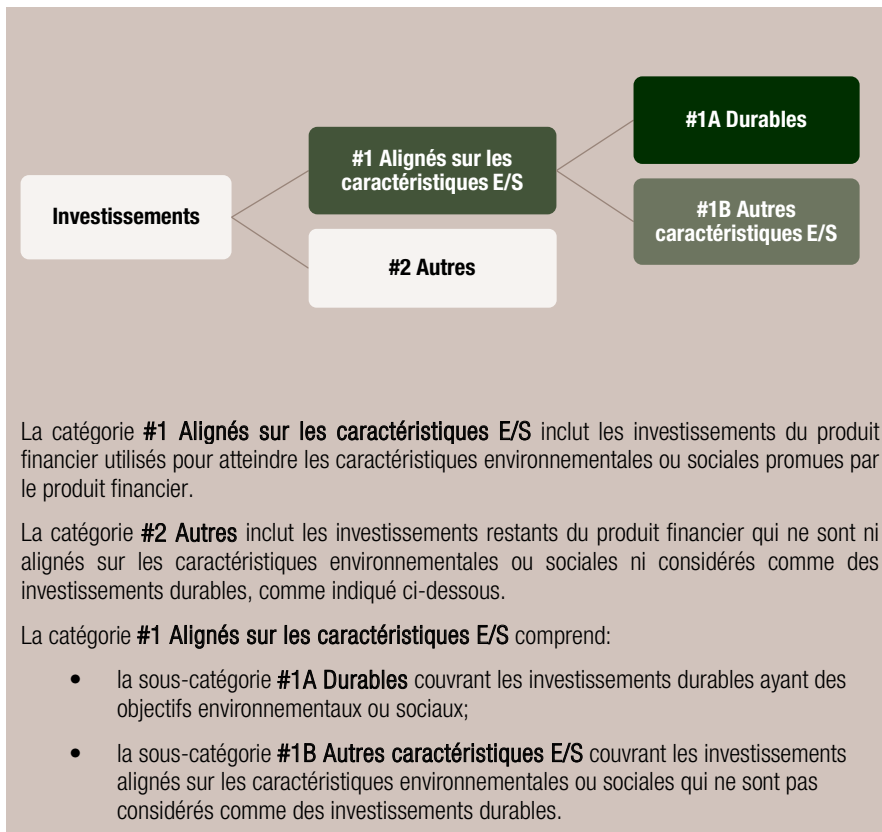 #1A Durables
#1 Alignés sur les
caractéristiques E/S
Investissements
#1B Autres
caractéristiques E/S
#2 Autres
La catégorie #1 Alignés sur les caractéristiques E/S inclut les investissements du produit
financier utilisés pour atteindre les caractéristiques environnementales ou sociales promues par
le produit financier.
La catégorie #2 Autres inclut les investissements restants du produit financier qui ne sont ni
alignés sur les caractéristiques environnementales ou sociales ni considérés comme des
investissements durables, comme indiqué ci-dessous.
La catégorie #1 Alignés sur les caractéristiques E/S comprend:
• la sous-catégorie #1A Durables couvrant les investissements durables ayant des
objectifs environnementaux ou sociaux;
• la sous-catégorie #1B Autres caractéristiques E/S couvrant les investissements
alignés sur les caractéristiques environnementales ou sociales qui ne sont pas
considérés comme des investissements durables.